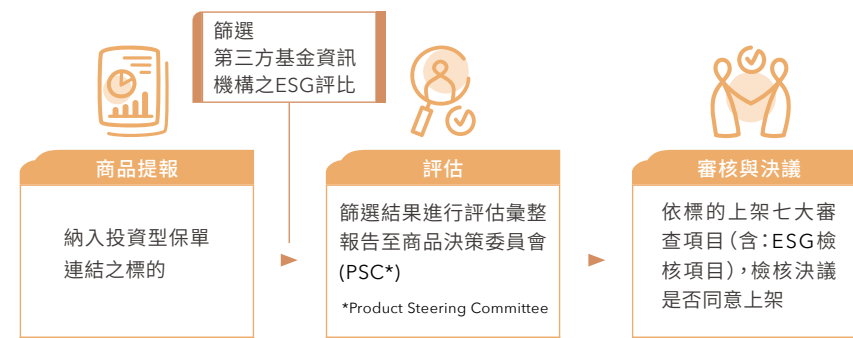 篩選
第三方基金資訊
機構之ESG評比
商品提報
納入投資型保單
連結之標的
評估
篩選結果進行評估彙整
報告至商品決策委員會
(PSC*)
*Product Steering Committee
審核與決議
依標的上架七大審
查項目(含:ESG檢
核項目),檢核決議
是否同意上架